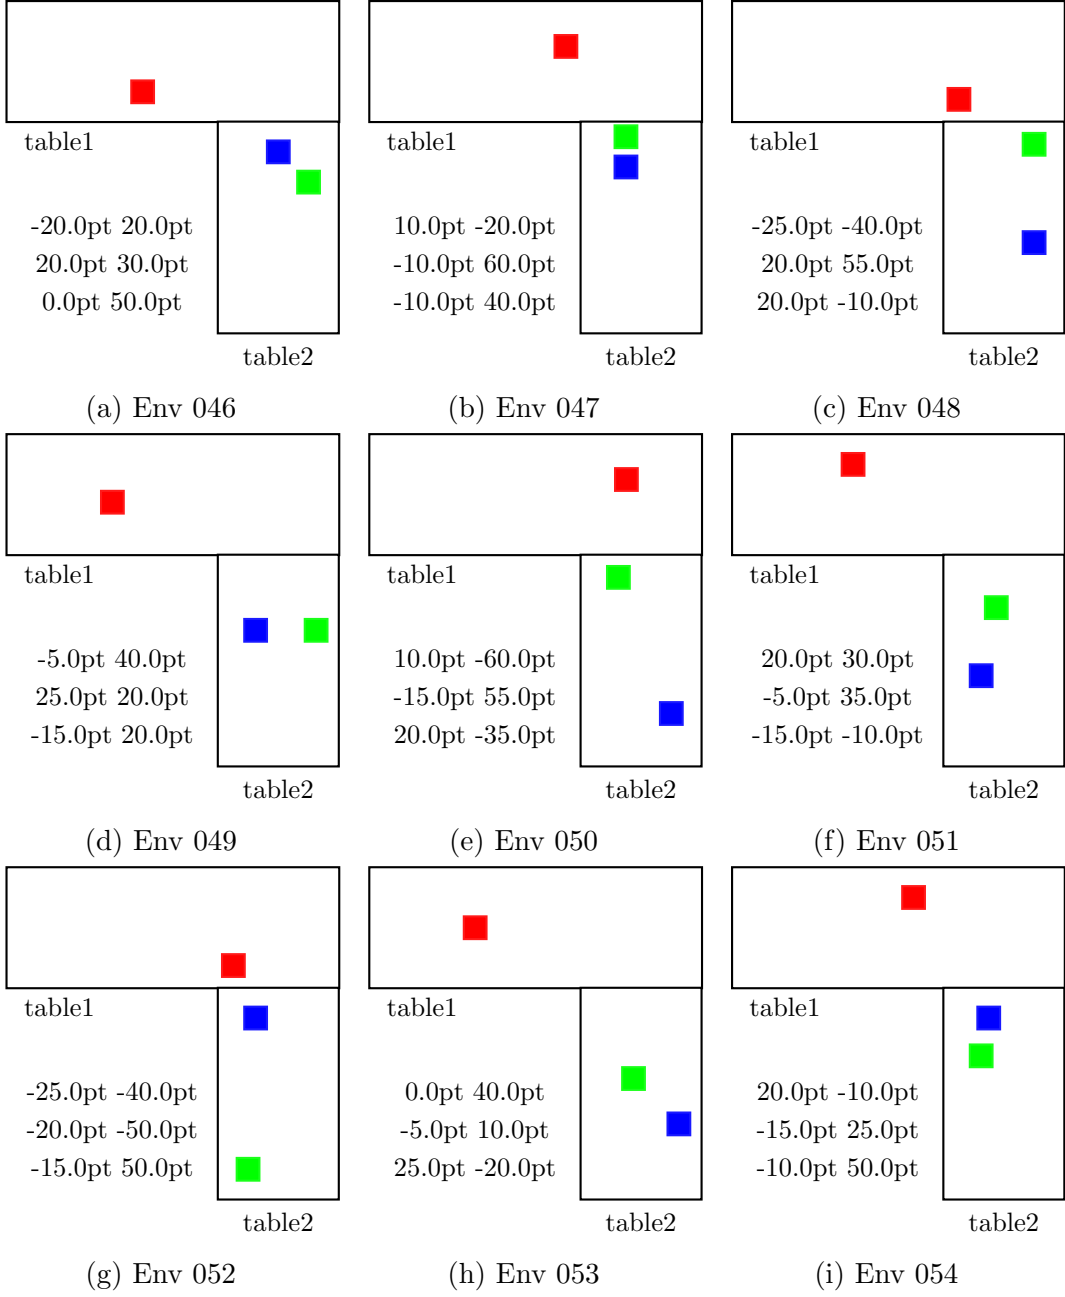 table1
-20.0pt 20.0pt
20.0pt 30.0pt
0.0pt 50.0pt
table2
(a) Env 046
table1
10.0pt -20.0pt
-10.0pt 60.0pt
-10.0pt 40.0pt
table2
(b) Env 047
table1
-25.0pt -40.0pt
20.0pt 55.0pt
20.0pt -10.0pt
table2
(c) Env 048
table1
-5.0pt 40.0pt
25.0pt 20.0pt
-15.0pt 20.0pt
table2
(d) Env 049
table1
10.0pt -60.0pt
-15.0pt 55.0pt
20.0pt -35.0pt
table2
(e) Env 050
table1
20.0pt 30.0pt
-5.0pt 35.0pt
-15.0pt -10.0pt
table2
(f) Env 051
table1
-25.0pt -40.0pt
-20.0pt -50.0pt
-15.0pt 50.0pt
table2
(g) Env 052
table1
0.0pt 40.0pt
-5.0pt 10.0pt
25.0pt -20.0pt
table2
(h) Env 053
table1
20.0pt -10.0pt
-15.0pt 25.0pt
-10.0pt 50.0pt
table2
(i) Env 054